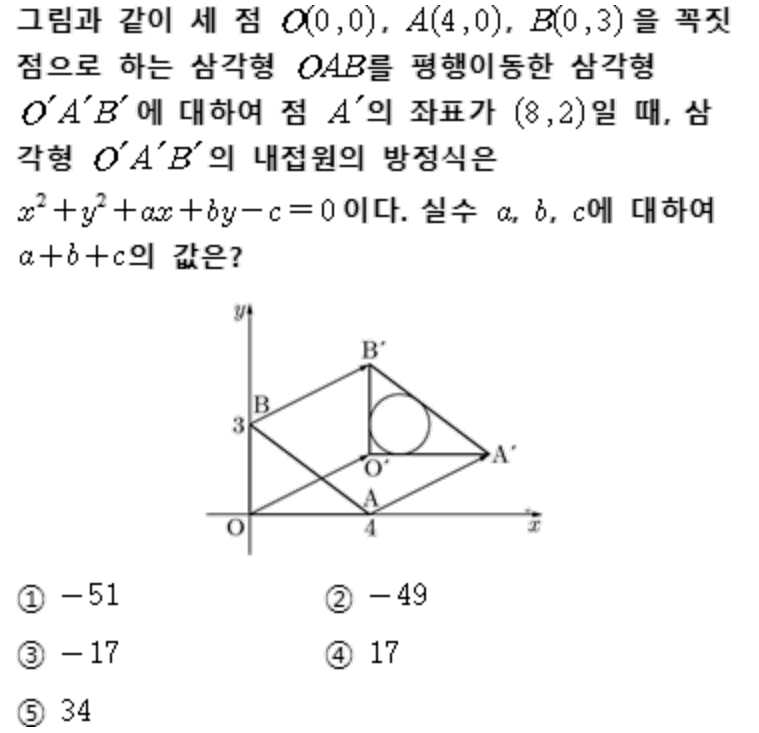 그림과 같이 세 점 O(0,0), A(4,0), B(0,3)을 꼭짓
점으로 하는 삼각형 OAB를 평행이동한 삼각형
O′A′B′에 대하여 점 A′의 좌표가 (8,2)일 때, 삼
각형 O′A′B′의 내접원의 방정식은
x²+y²+ax+by−c=0이다. 실수 a, b, c에 대하여
a+b+c의 값은?
y
B′
B
3
O′
A′
A
O
4
x
① −51 ② −49
③ −17 ④ 17
⑤ 34